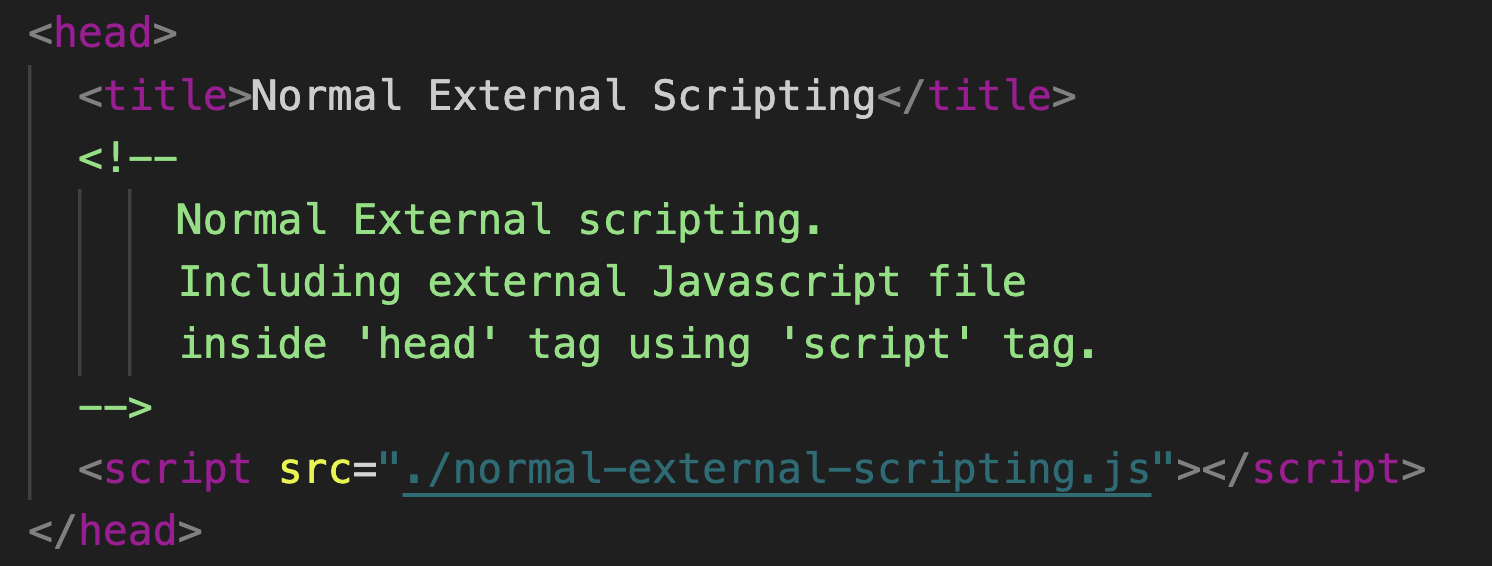 <head>
<title>Normal External Scripting</title>
<!--
Normal External scripting.
Including external Javascript file
inside 'head' tag using 'script' tag.
-->
<script src="./normal-external-scripting.js"></script>
</head>